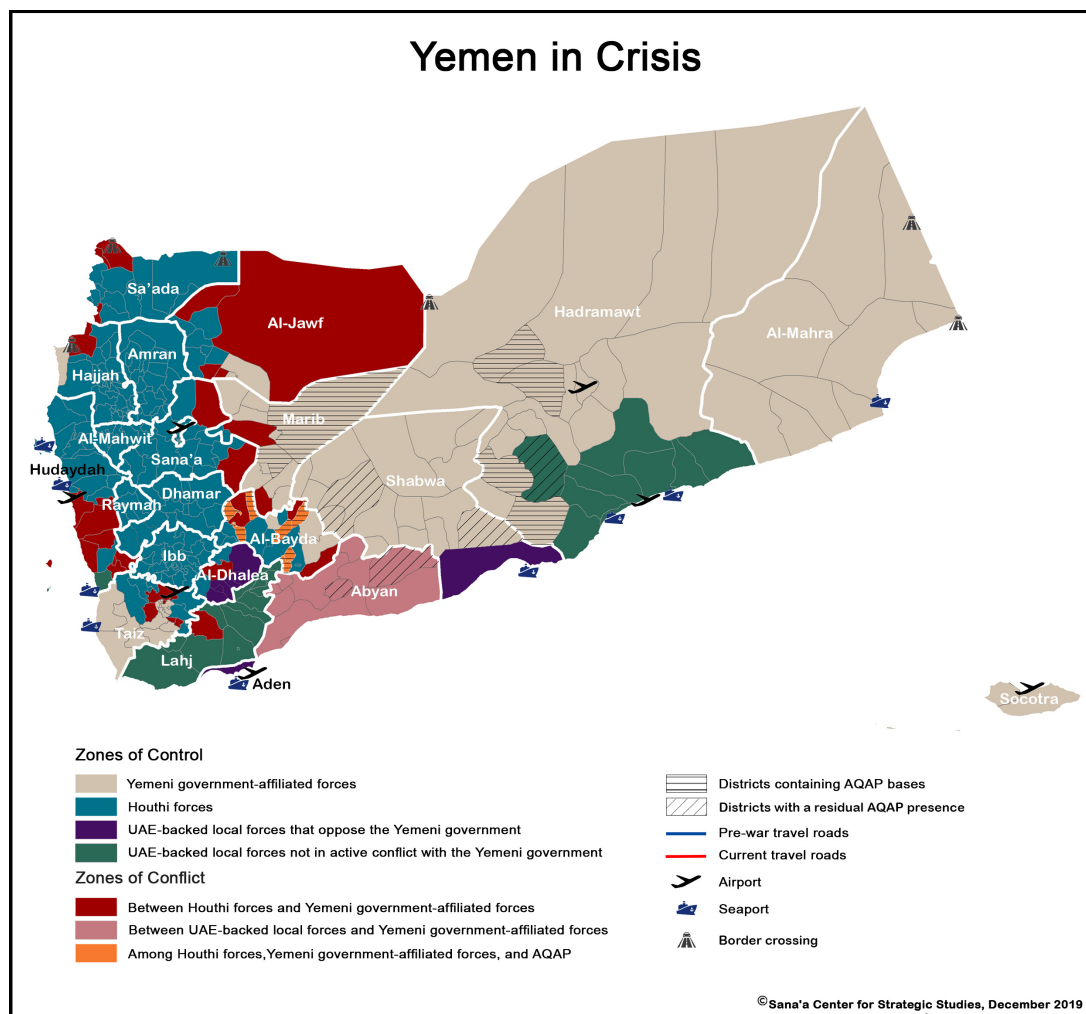 Yemen in Crisis
Sa'ada
Al-Jawf
Hadramawt
Al-Mahra
Amran
Hajjah
Marib
Al-Mahwit
Sana'a
Hudaydah
Shabwa
Dhamar
Raymah
Al-Bayda
Ibb
Al-Dhalea
Abyan
Taiz
Lahj
Aden
Socotra
Zones of Control
Yemeni government-affiliated forces
Houthi forces
UAE-backed local forces that oppose the Yemeni government
UAE-backed local forces not in active conflict with the Yemeni government
Zones of Conflict
Between Houthi forces and Yemeni government-affiliated forces
Between UAE-backed local forces and Yemeni government-affiliated forces
Among Houthi forces,Yemeni government-affiliated forces, and AQAP
Districts containing AQAP bases
Districts with a residual AQAP presence
Pre-war travel roads
Current travel roads
Airport
Seaport
Border crossing
©Sana'a Center for Strategic Studies, December 2019